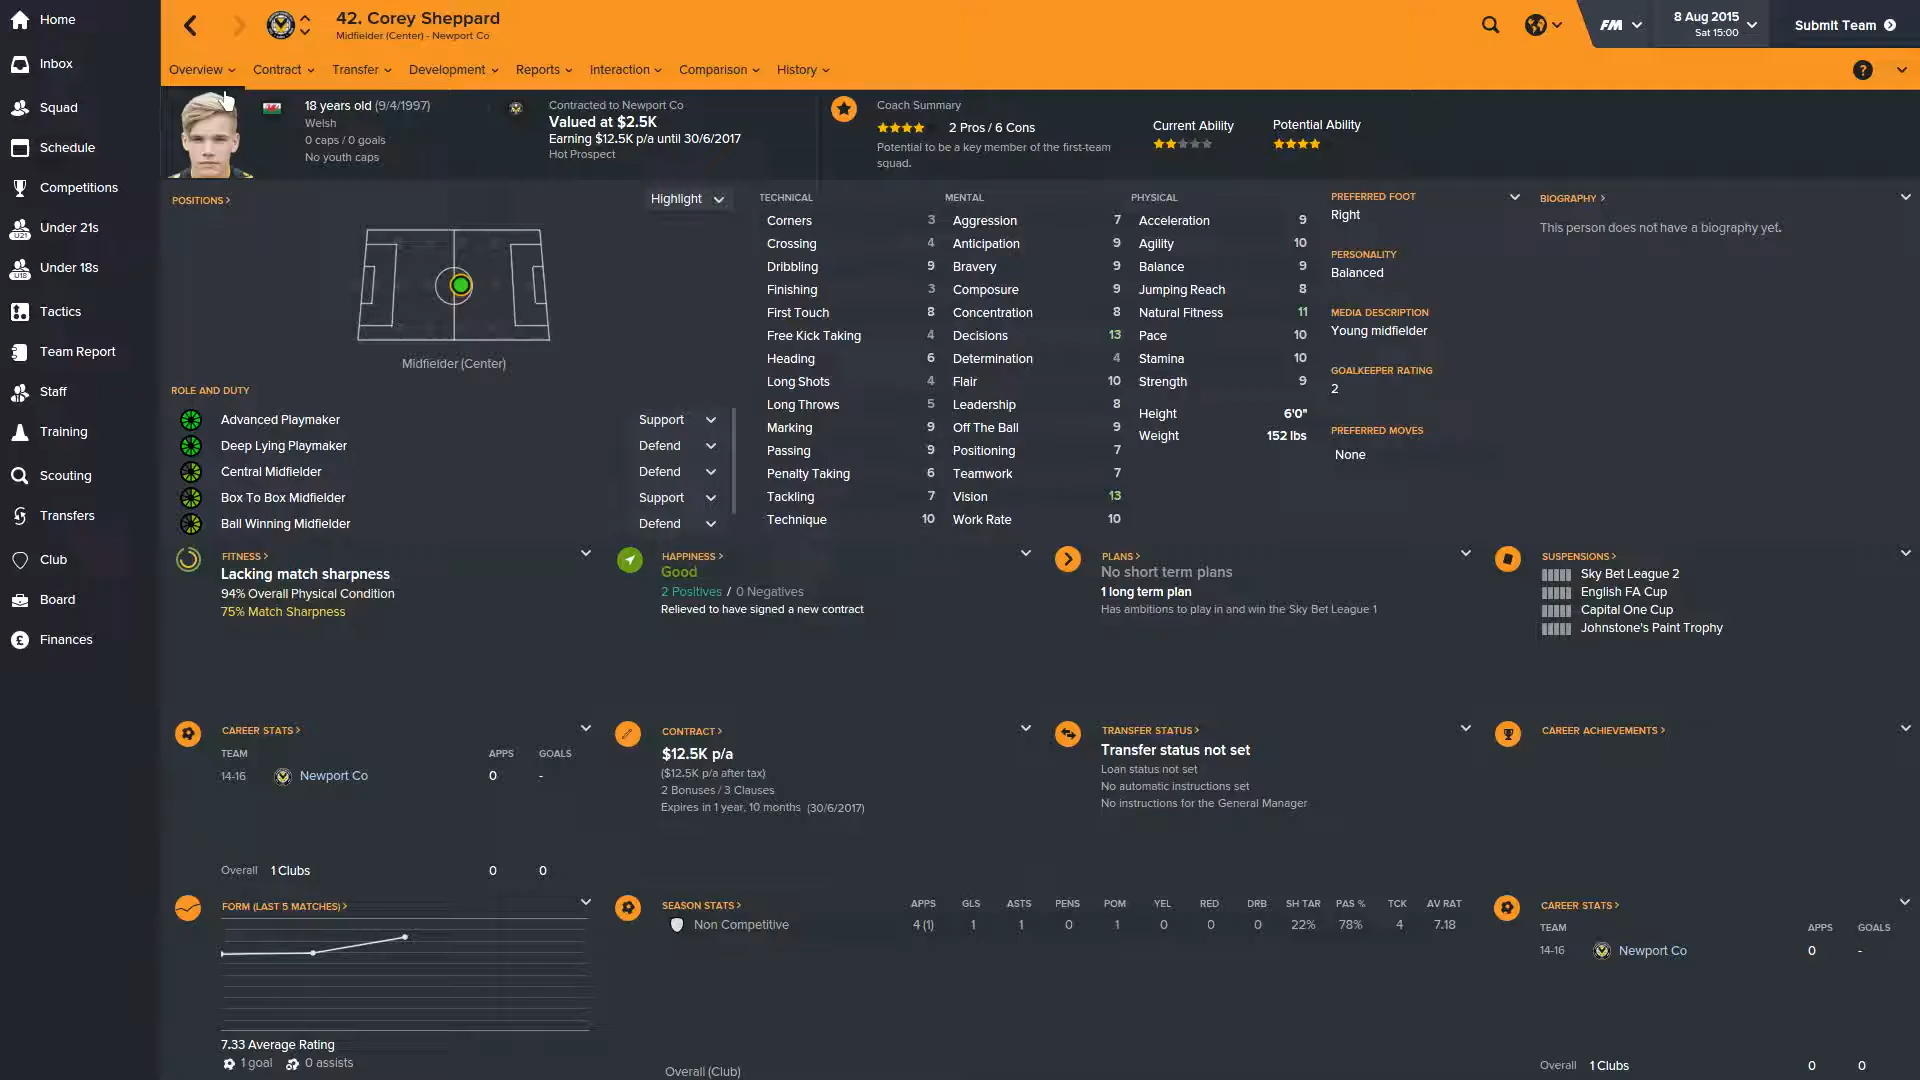 Home
Inbox
Squad
Schedule
Competitions
Under 21s
Under 18s
Tactics
Team Report
Staff
Training
Scouting
Transfers
Club
Board
Finances
42. Corey Sheppard
Midfielder (Center) - Newport Co
FM
8 Aug 2015
Sat 15:00
Submit Team
Overview Contract Transfer Development Reports Interaction Comparison History
18 years old (9/4/1997)
Welsh
0 caps / 0 goals
No youth caps
Contracted to Newport Co
Valued at $2.5K
Earning $12.5K p/a until 30/6/2017
Hot Prospect
Coach Summary
2 Pros / 6 Cons
Potential to be a key member of the first-team
squad.
Current Ability
Potential Ability
POSITIONS >
Highlight
Midfielder (Center)
ROLE AND DUTY
Advanced Playmaker Support
Deep Lying Playmaker Defend
Central Midfielder Defend
Box To Box Midfielder Support
Ball Winning Midfielder Defend
TECHNICAL
Corners 3
Crossing 4
Dribbling 9
Finishing 3
First Touch 8
Free Kick Taking 4
Heading 6
Long Shots 4
Long Throws 5
Marking 9
Passing 9
Penalty Taking 6
Tackling 7
Technique 10
MENTAL
Aggression 7
Anticipation 9
Bravery 9
Composure 9
Concentration 8
Decisions 13
Determination 4
Flair 10
Leadership 8
Off The Ball 9
Positioning 7
Teamwork 7
Vision 13
Work Rate 10
PHYSICAL
Acceleration 9
Agility 10
Balance 9
Jumping Reach 8
Natural Fitness 11
Pace 10
Stamina 10
Strength 9
Height 6'0"
Weight 152 lbs
PREFERRED FOOT
Right
PERSONALITY
Balanced
MEDIA DESCRIPTION
Young midfielder
GOALKEEPER RATING
2
PREFERRED MOVES
None
BIOGRAPHY >
This person does not have a biography yet.
FITNESS >
Lacking match sharpness
94% Overall Physical Condition
75% Match Sharpness
HAPPINESS >
Good
2 Positives / 0 Negatives
Relieved to have signed a new contract
PLANS >
No short term plans
1 long term plan
Has ambitions to play in and win the Sky Bet League 1
SUSPENSIONS >
Sky Bet League 2
English FA Cup
Capital One Cup
Johnstone's Paint Trophy
CAREER STATS >
TEAM APPS GOALS
14-16 Newport Co 0 -
Overall 1 Clubs 0 0
CONTRACT >
$12.5K p/a
($12.5K p/a after tax)
2 Bonuses / 3 Clauses
Expires in 1 year, 10 months (30/6/2017)
TRANSFER STATUS >
Transfer status not set
Loan status not set
No automatic instructions set
No instructions for the General Manager
CAREER ACHIEVEMENTS >
FORM (LAST 5 MATCHES) >
7.33 Average Rating
1 goal 0 assists
SEASON STATS > APPS GLS ASTS PENS POM YEL RED DRB SH TAR PAS % TCK AV RAT
Non Competitive 4 (1) 1 1 0 1 0 0 0 22% 78% 4 7.18
Overall (Club)
CAREER STATS >
TEAM APPS GOALS
14-16 Newport Co 0 -
Overall 1 Clubs 0 0